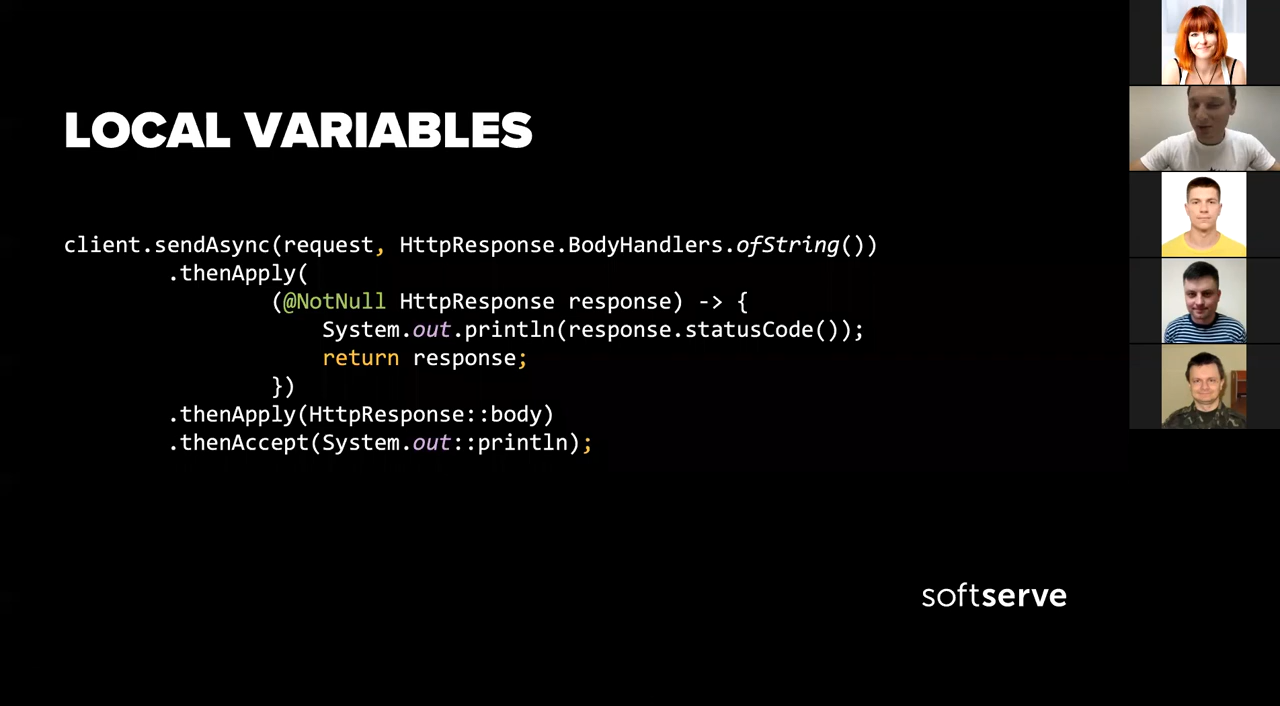 LOCAL VARIABLES
client.sendAsync(request, HttpResponse.BodyHandlers.ofString())
        .thenApply(
                (@NotNull HttpResponse response) -> {
                    System.out.println(response.statusCode());
                    return response;
                })
        .thenApply(HttpResponse::body)
        .thenAccept(System.out::println);
softserve